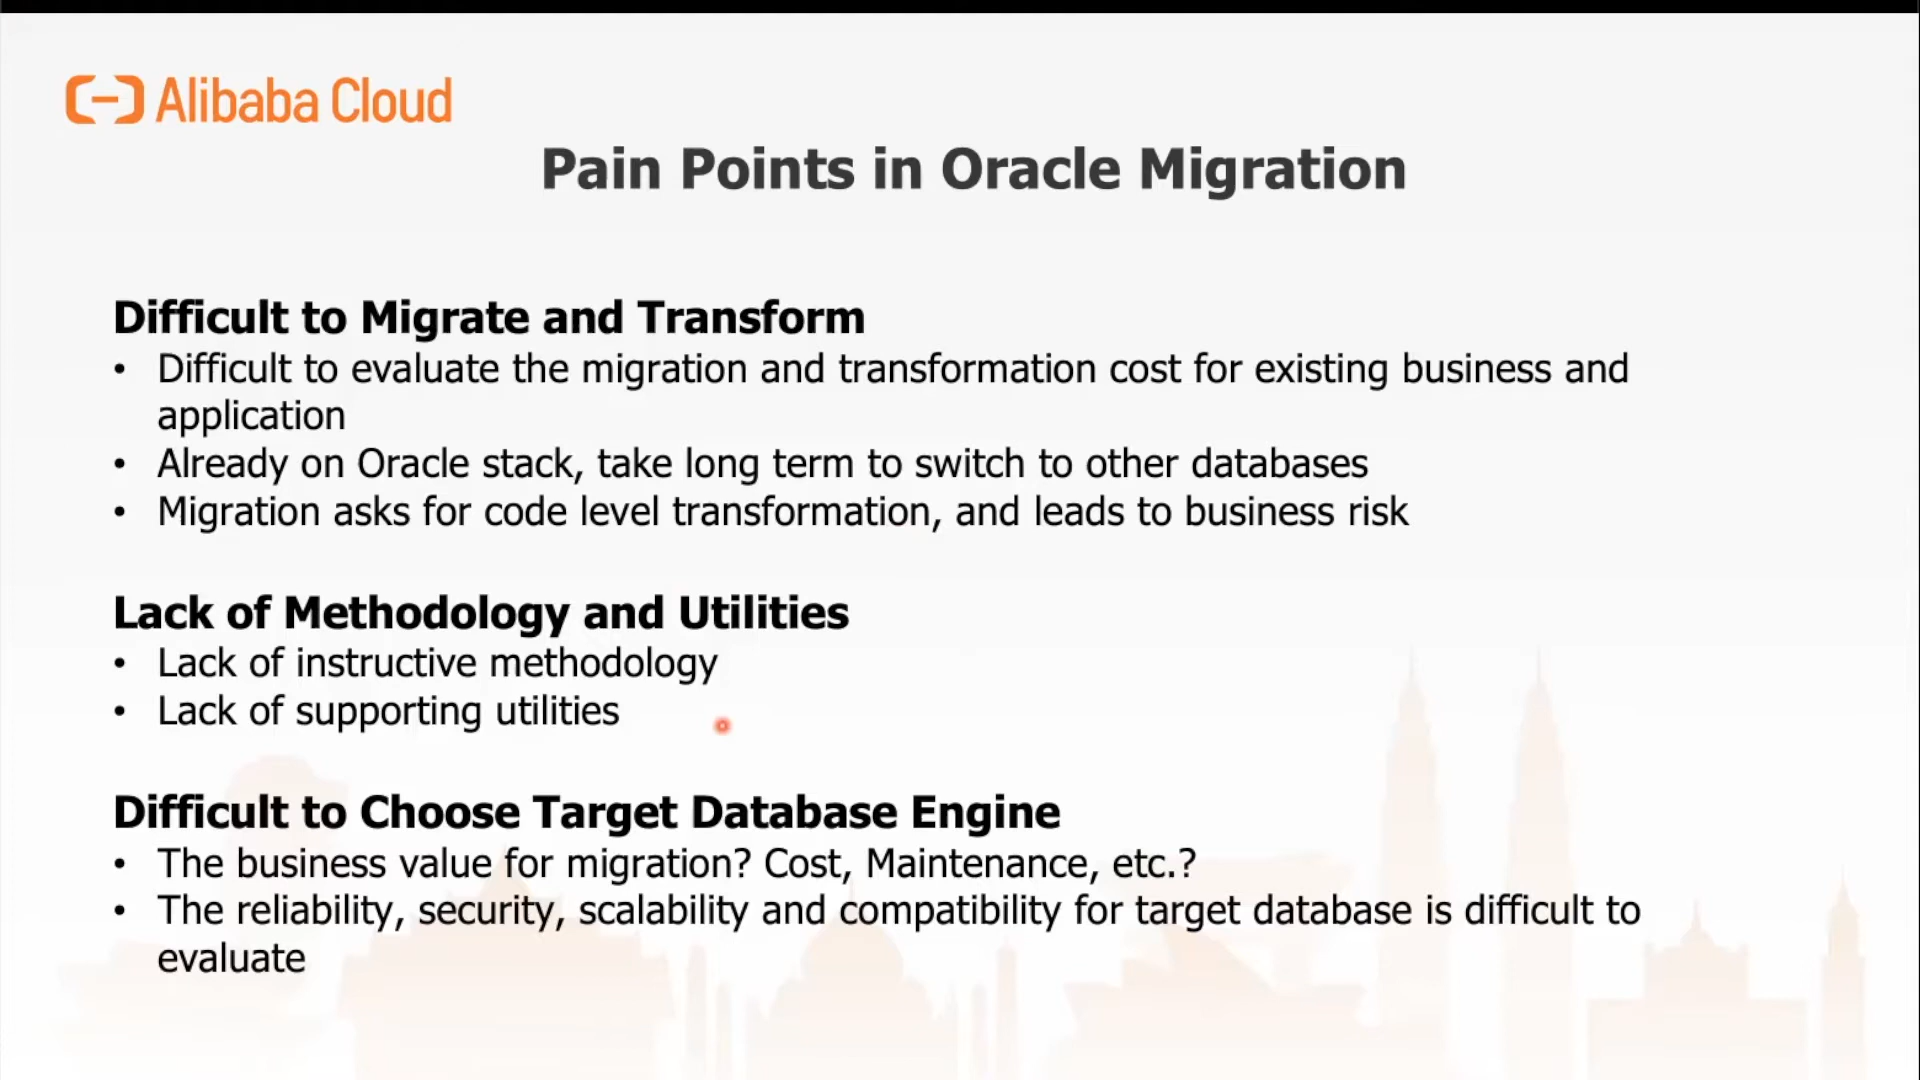 Alibaba Cloud
Pain Points in Oracle Migration
Difficult to Migrate and Transform
• Difficult to evaluate the migration and transformation cost for existing business and
application
• Already on Oracle stack, take long term to switch to other databases
• Migration asks for code level transformation, and leads to business risk
Lack of Methodology and Utilities
• Lack of instructive methodology
• Lack of supporting utilities
Difficult to Choose Target Database Engine
• The business value for migration? Cost, Maintenance, etc.?
• The reliability, security, scalability and compatibility for target database is difficult to
evaluate